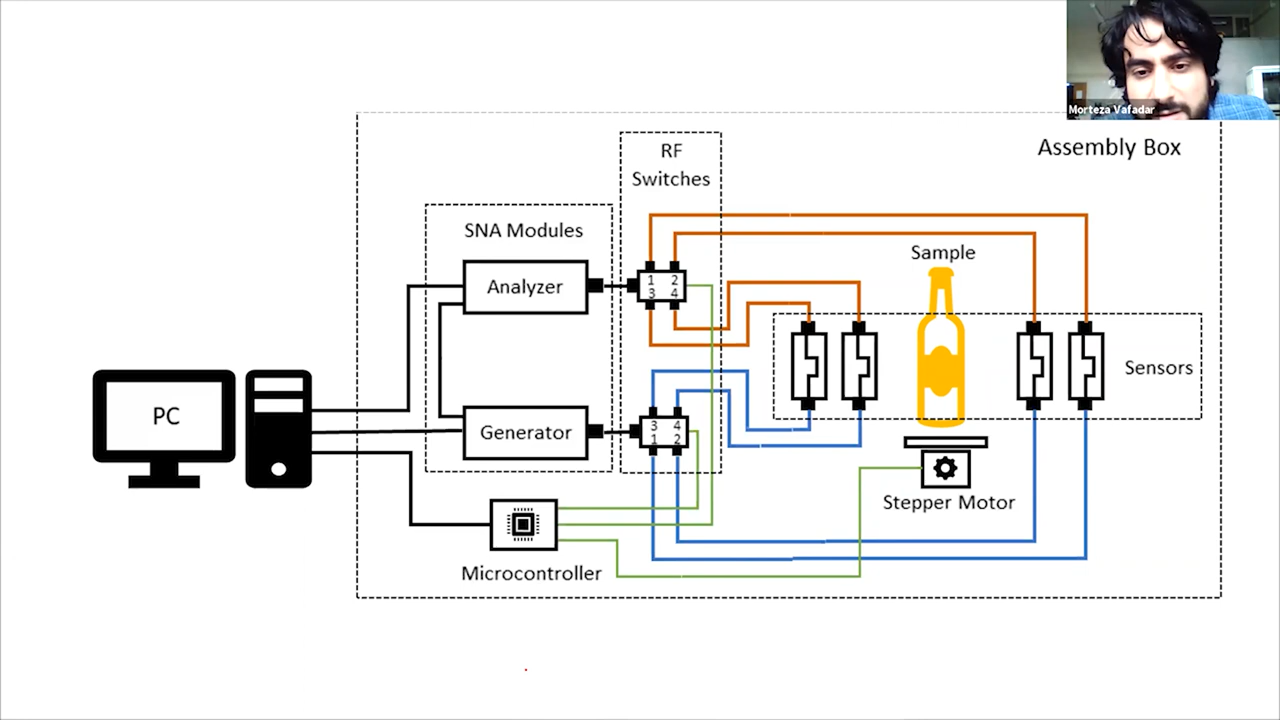 Morteza Vafadar
Assembly Box
RF
Switches
SNA Modules
Analyzer
1 2
3 4
Sample
Sensors
PC
Generator
3 4
1 2
Stepper Motor
Microcontroller